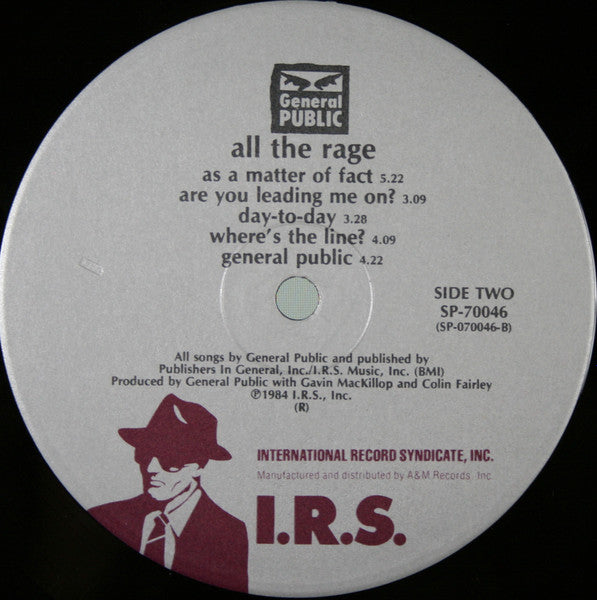 General
PUBLIC
all the rage
as a matter of fact 5.22
are you leading me on? 3.09
day-to-day 3.28
where's the line? 4.09
general public 4.22
SIDE TWO
SP-70046
(SP-070046-B)
All songs by General Public and published by
Publishers In General, Inc./I.R.S. Music, Inc. (BMI)
Produced by General Public with Gavin MacKillop and Colin Fairley
℗1984 I.R.S., Inc.
(R)
INTERNATIONAL RECORD SYNDICATE, INC.
Manufactured and distributed by A&M Records, Inc.
I.R.S.